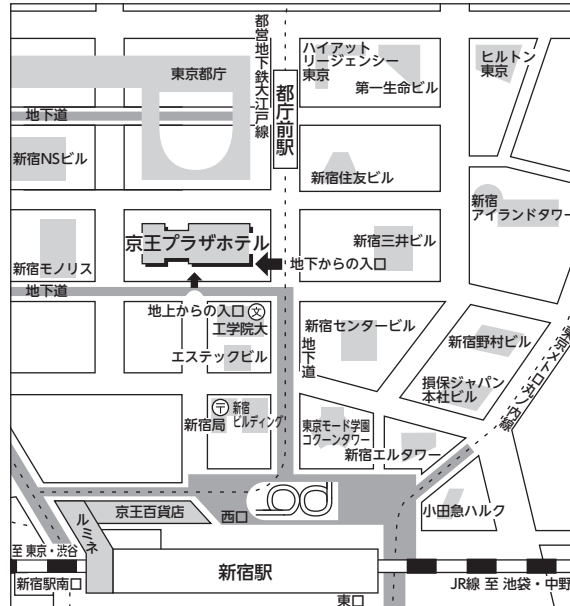 都営地下鉄大江戸線
ハイアット
リージェンシー
東京
ヒルトン
東京
東京都庁
第一生命ビル
都庁前駅
地下道
新宿NSビル
新宿住友ビル
新宿
アイランドタワー
京王プラザホテル
新宿三井ビル
新宿モノリス
地下からの入口
地下道
地上からの入口
文
工学院大
新宿センタービル
地下道
新宿野村ビル
東京メトロ丸ノ内線
エステックビル
損保ジャパン
本社ビル
〒
新宿局
新宿
ビルディング
東京モード学園
コクーンタワー
新宿エルタワー
京王百貨店
西口
小田急ハルク
ルミネ
至 東京・渋谷
新宿駅
新宿駅南口
JR線 至 池袋・中野
東口